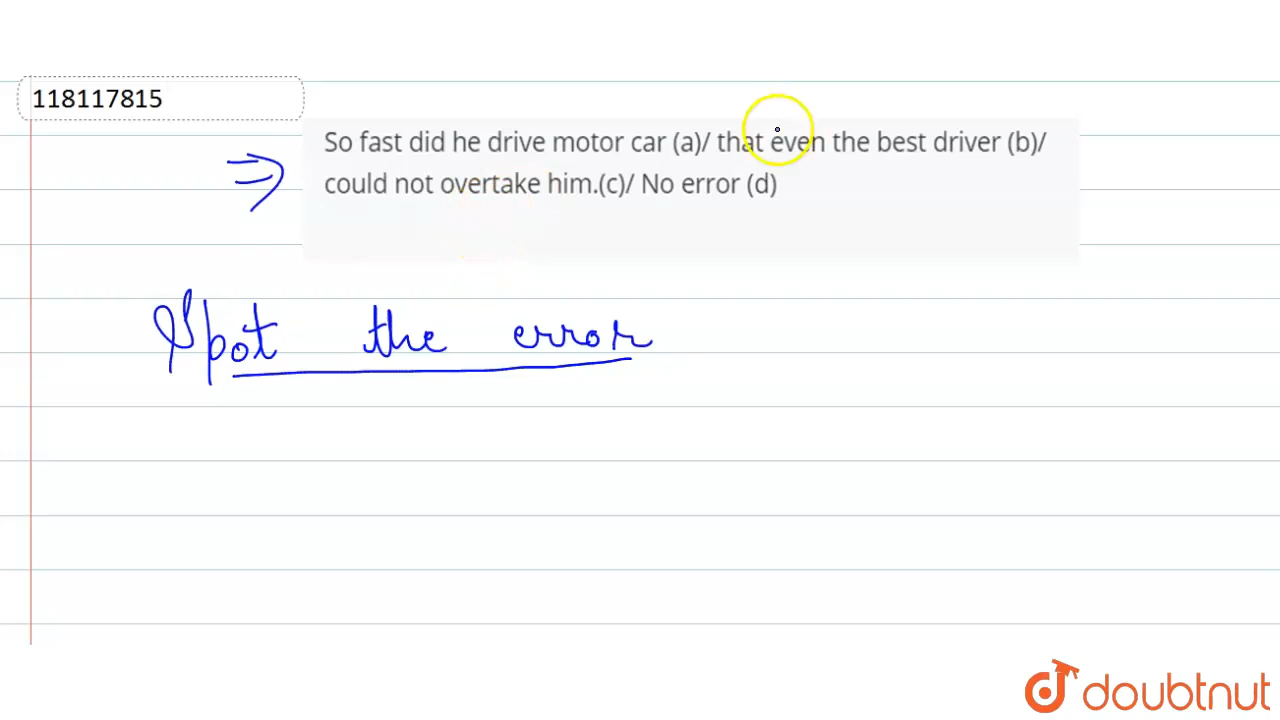 118117815
So fast did he drive motor car (a)/ that even the best driver (b)/
could not overtake him.(c)/ No error (d)
Spot the error
doubtnut